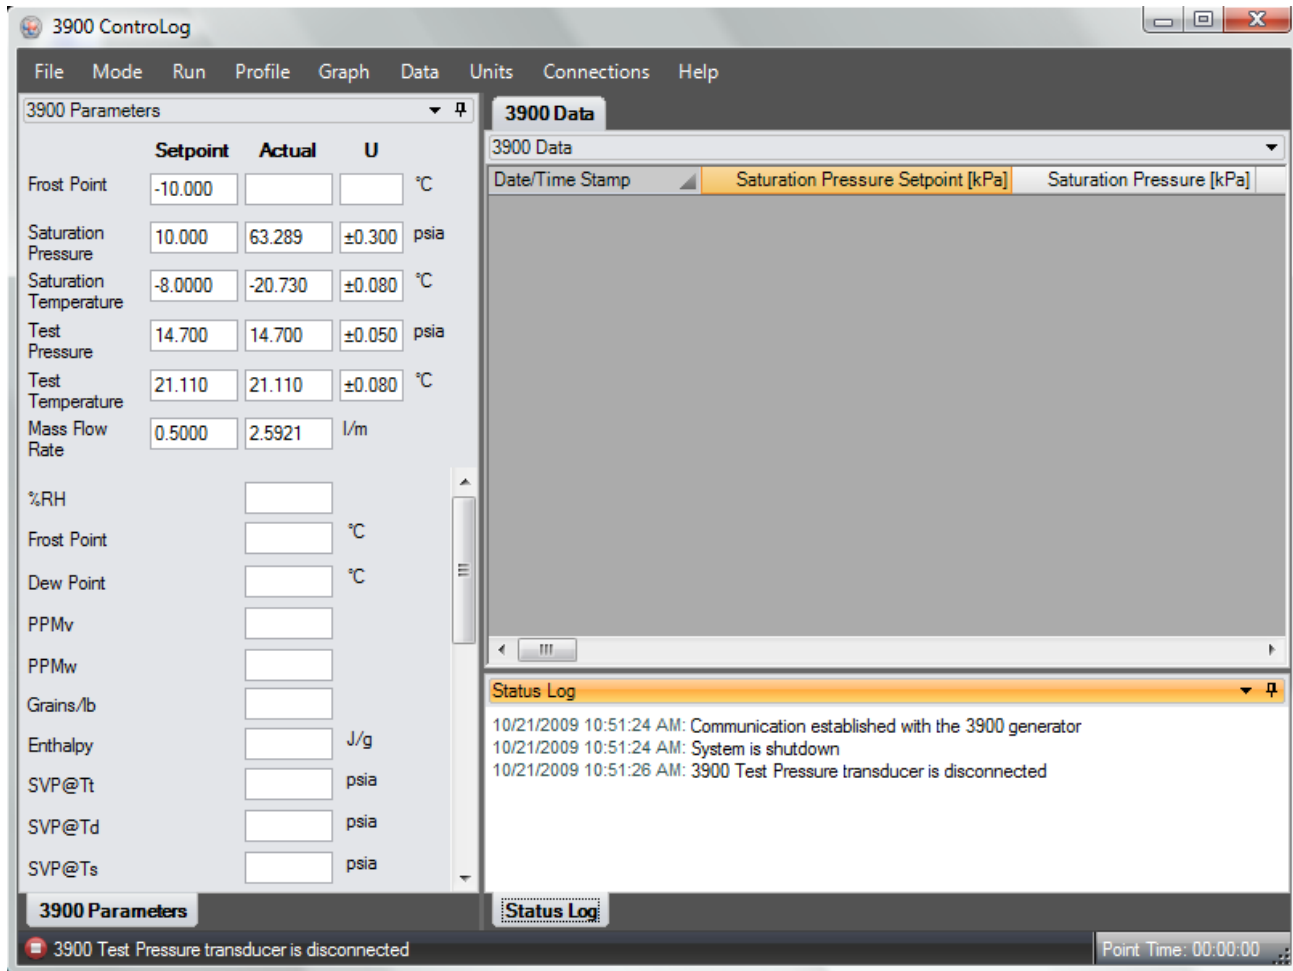 3900 ControLog
File Mode Run Profile Graph Data Units Connections Help
3900 Parameters
Setpoint Actual U
Frost Point -10.000 °C
Saturation Pressure 10.000 63.289 ±0.300 psia
Saturation Temperature -8.0000 -20.730 ±0.080 °C
Test Pressure 14.700 14.700 ±0.050 psia
Test Temperature 21.110 21.110 ±0.080 °C
Mass Flow Rate 0.5000 2.5921 l/m
%RH
Frost Point °C
Dew Point °C
PPMv
PPMw
Grains/lb
Enthalpy J/g
SVP@Tt psia
SVP@Td psia
SVP@Ts psia
3900 Parameters
3900 Data
3900 Data
Date/Time Stamp Saturation Pressure Setpoint [kPa] Saturation Pressure [kPa]
Status Log
10/21/2009 10:51:24 AM: Communication established with the 3900 generator
10/21/2009 10:51:24 AM: System is shutdown
10/21/2009 10:51:26 AM: 3900 Test Pressure transducer is disconnected
Status Log
3900 Test Pressure transducer is disconnected
Point Time: 00:00:00